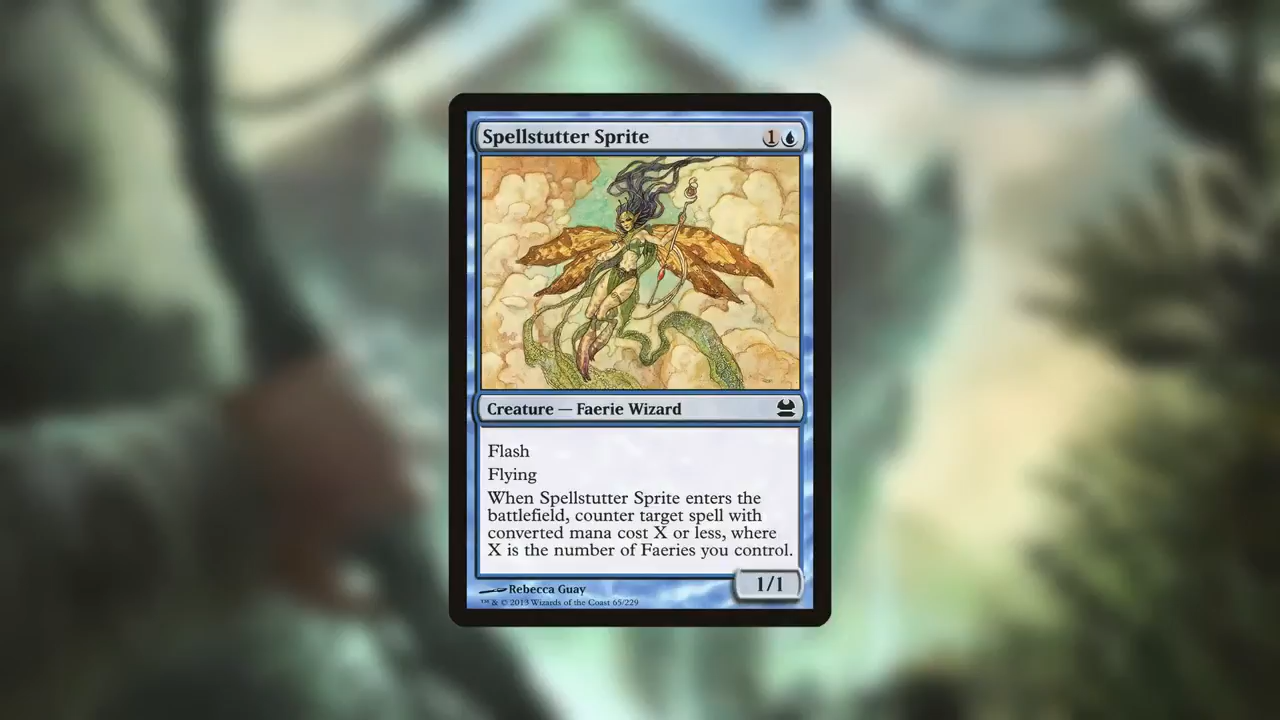 Spellstutter Sprite 1
Creature — Faerie Wizard
Flash
Flying
When Spellstutter Sprite enters the
battlefield, counter target spell with
converted mana cost X or less, where
X is the number of Faeries you control.
1/1
Rebecca Guay
™ & © 2013 Wizards of the Coast 65/229